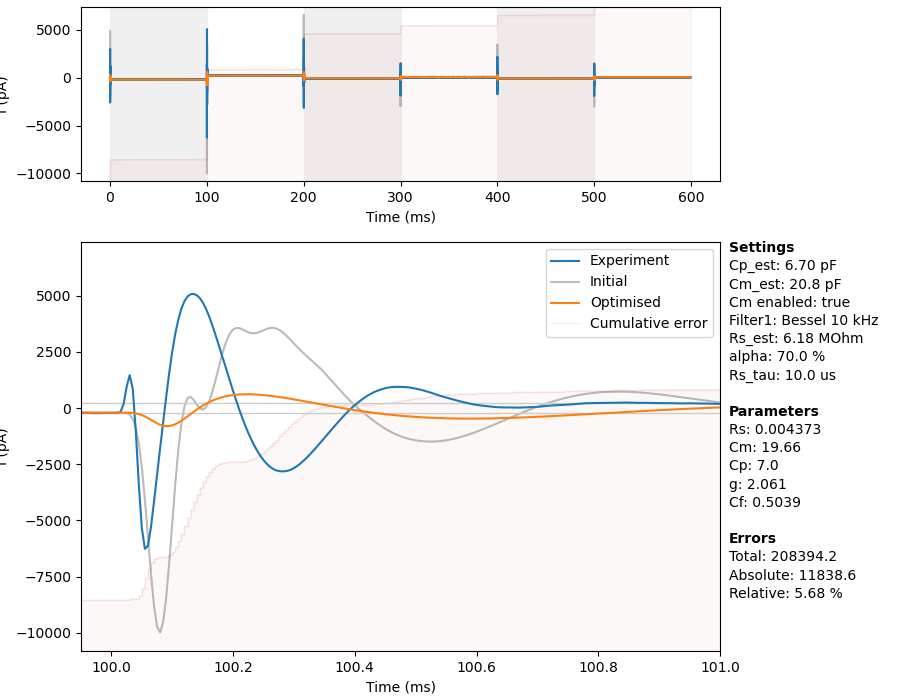 5000
0
−5000
−10000
0
100
200
300
400
500
600
Time (ms)
I (pA)
5000
2500
0
−2500
−5000
−7500
−10000
100.0
100.2
100.4
100.6
100.8
101.0
Time (ms)
I (pA)
Experiment
Initial
Optimised
Cumulative error
Settings
Cp_est: 6.70 pF
Cm_est: 20.8 pF
Cm enabled: true
Filter1: Bessel 10 kHz
Rs_est: 6.18 MOhm
alpha: 70.0 %
Rs_tau: 10.0 us
Parameters
Rs: 0.004373
Cm: 19.66
Cp: 7.0
g: 2.061
Cf: 0.5039
Errors
Total: 208394.2
Absolute: 11838.6
Relative: 5.68 %